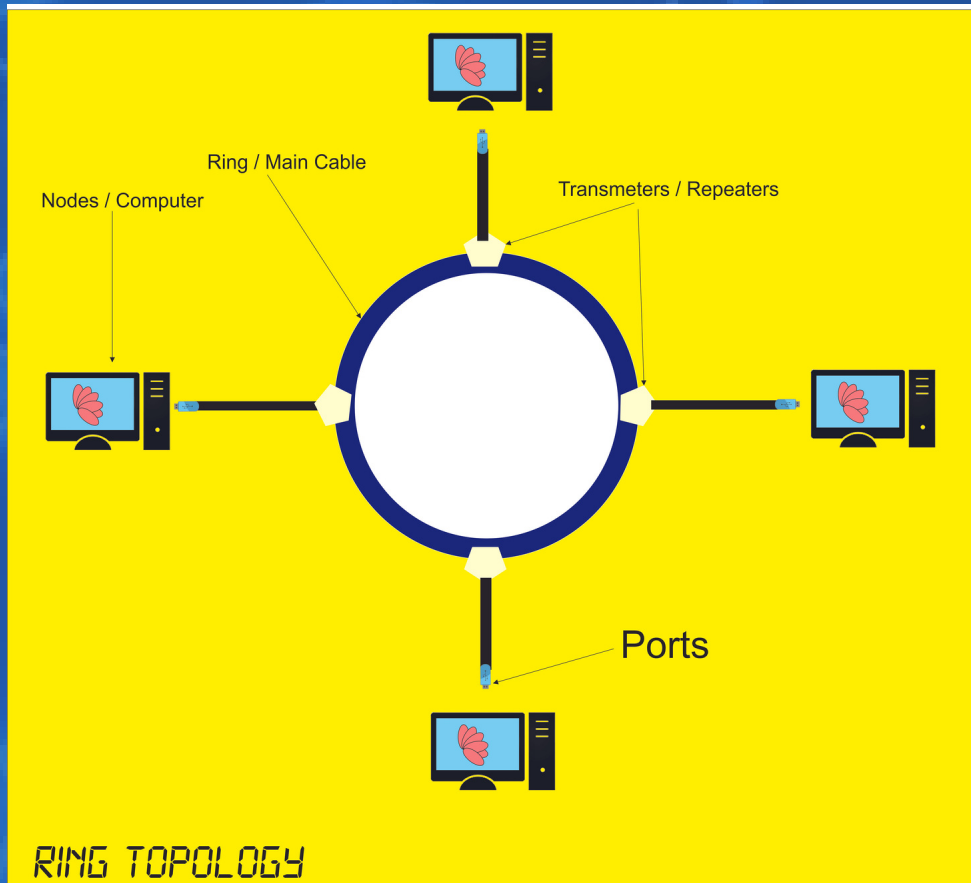 Ring / Main Cable
Transmeters / Repeaters
Nodes / Computer
Ports
RING TOPOLOGY